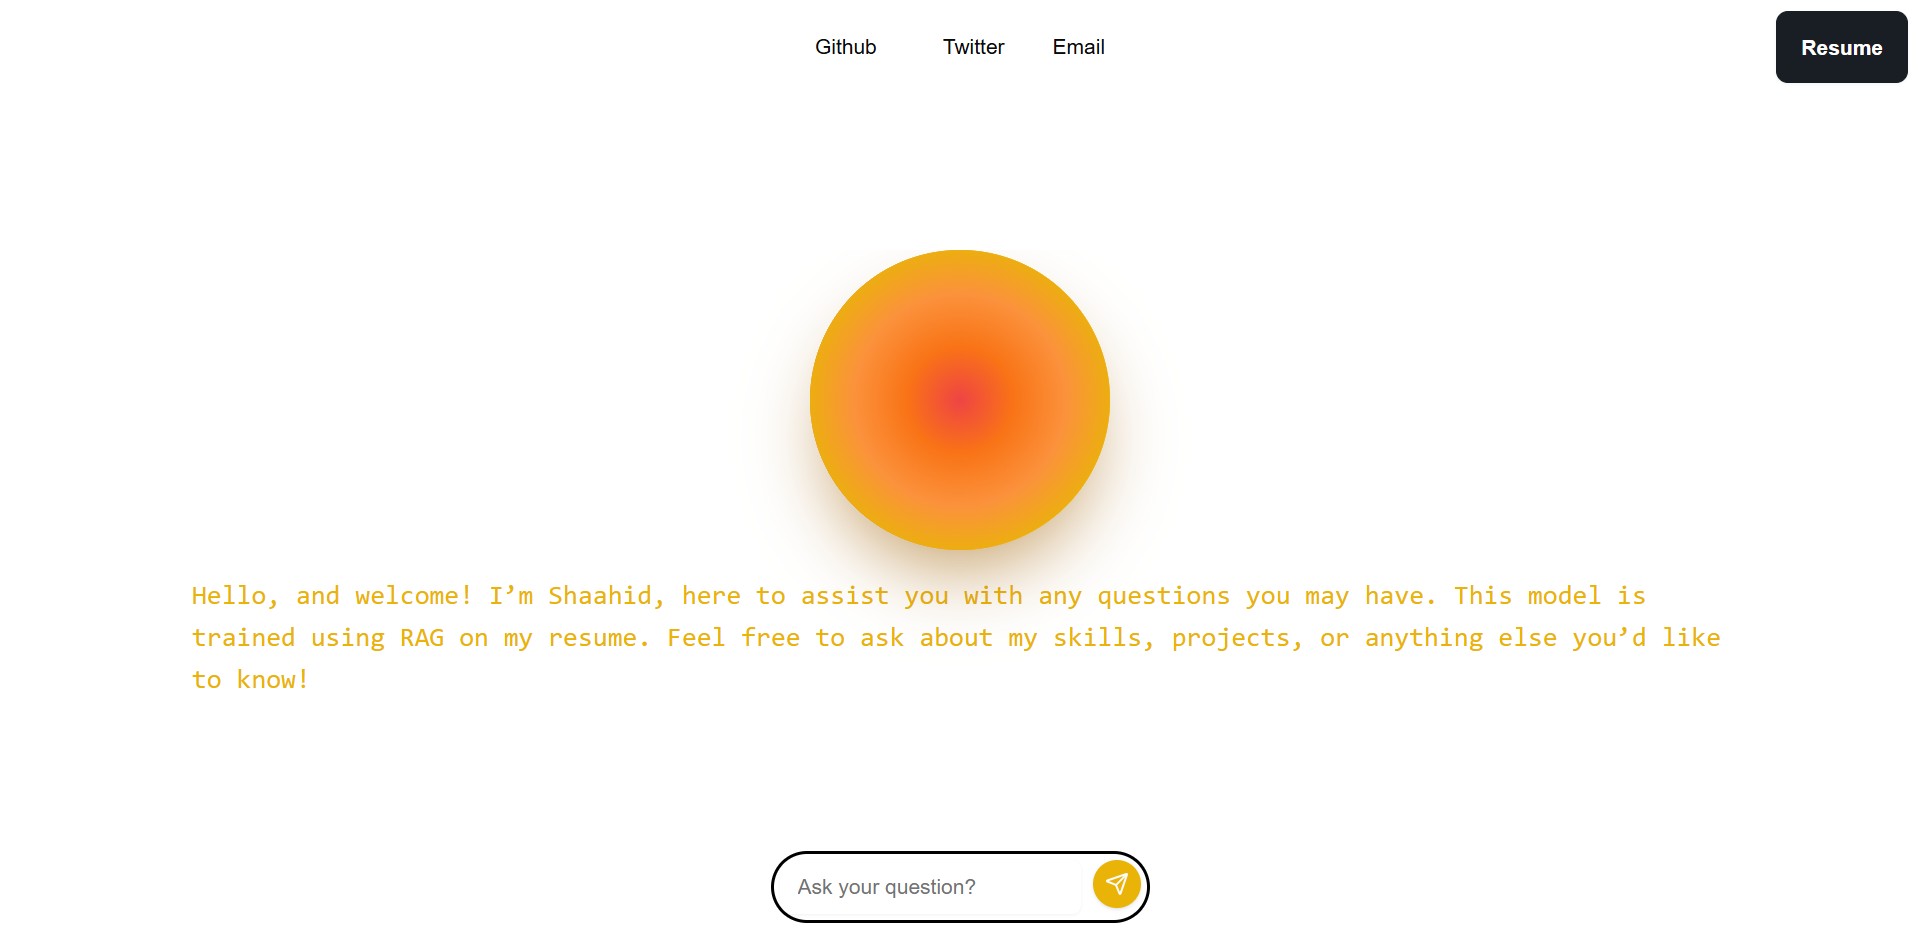 Github Twitter Email Resume
Hello, and welcome! I’m Shaahid, here to assist you with any questions you may have. This model is
trained using RAG on my resume. Feel free to ask about my skills, projects, or anything else you’d like
to know!
Ask your question?